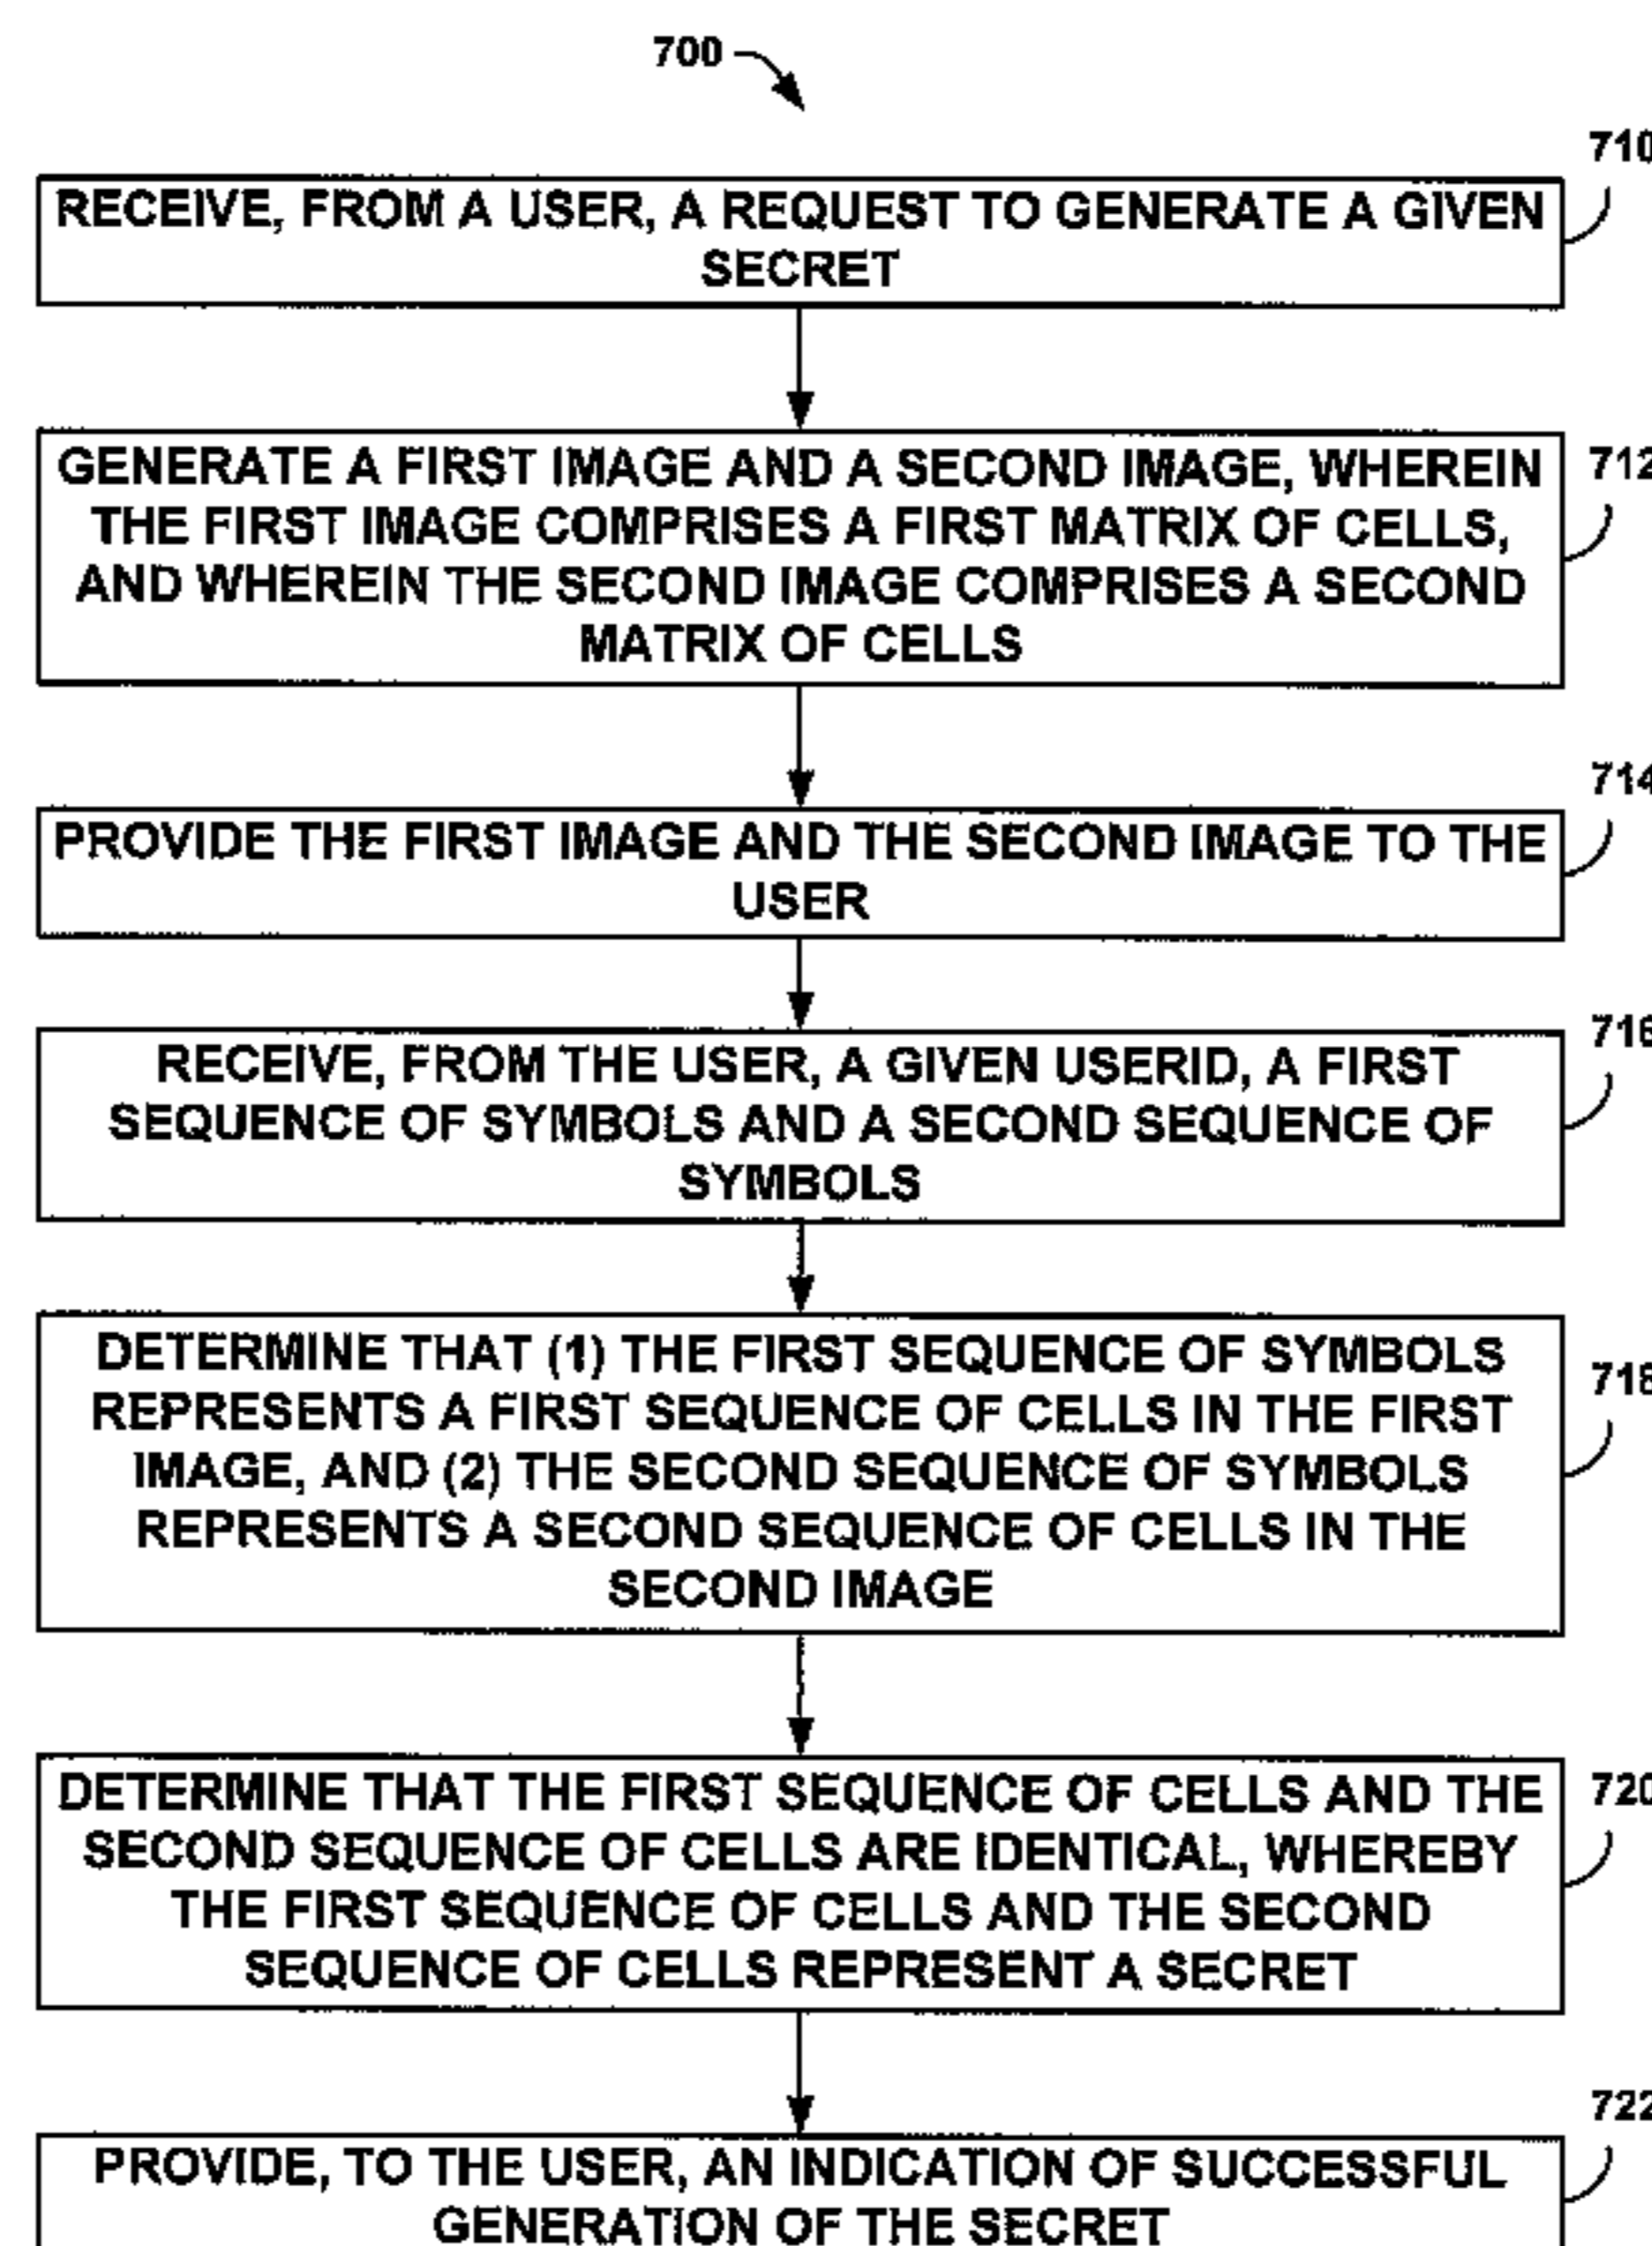 700
710
RECEIVE, FROM A USER, A REQUEST TO GENERATE A GIVEN
SECRET
712
GENERATE A FIRST IMAGE AND A SECOND IMAGE, WHEREIN
THE FIRST IMAGE COMPRISES A FIRST MATRIX OF CELLS,
AND WHEREIN THE SECOND IMAGE COMPRISES A SECOND
MATRIX OF CELLS
714
PROVIDE THE FIRST IMAGE AND THE SECOND IMAGE TO THE
USER
716
RECEIVE, FROM THE USER, A GIVEN USERID, A FIRST
SEQUENCE OF SYMBOLS AND A SECOND SEQUENCE OF
SYMBOLS
718
DETERMINE THAT (1) THE FIRST SEQUENCE OF SYMBOLS
REPRESENTS A FIRST SEQUENCE OF CELLS IN THE FIRST
IMAGE, AND (2) THE SECOND SEQUENCE OF SYMBOLS
REPRESENTS A SECOND SEQUENCE OF CELLS IN THE
SECOND IMAGE
720
DETERMINE THAT THE FIRST SEQUENCE OF CELLS AND THE
SECOND SEQUENCE OF CELLS ARE IDENTICAL, WHEREBY
THE FIRST SEQUENCE OF CELLS AND THE SECOND
SEQUENCE OF CELLS REPRESENT A SECRET
722
PROVIDE, TO THE USER, AN INDICATION OF SUCCESSFUL
GENERATION OF THE SECRET